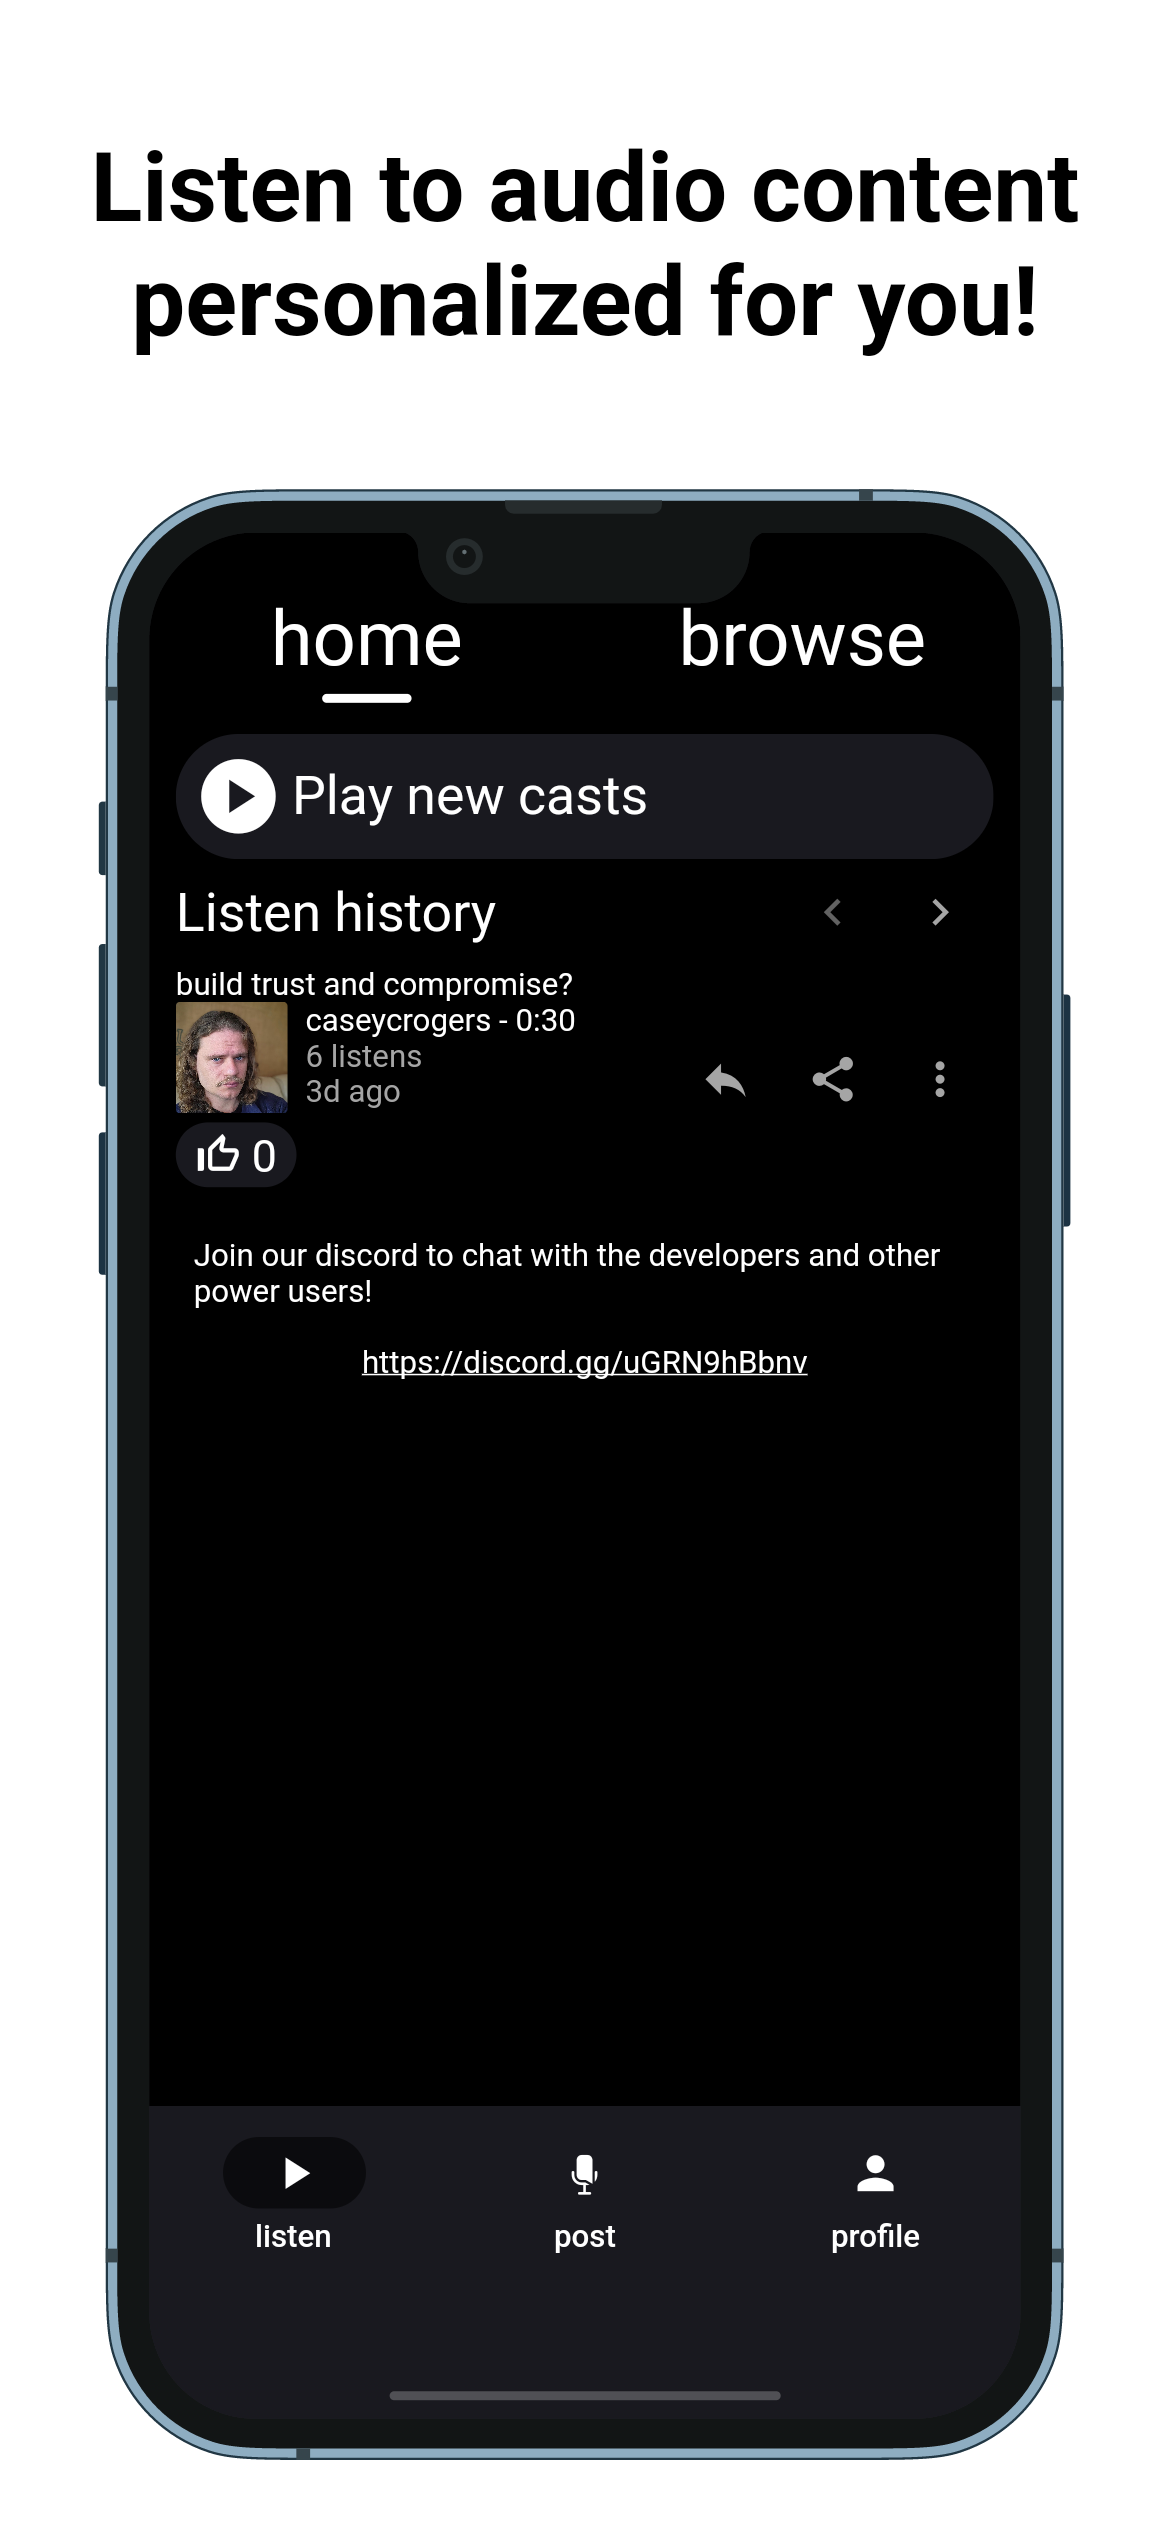 Listen to audio content
personalized for you!
home
browse
Play new casts
Listen history
build trust and compromise?
caseycrogers - 0:30
6 listens
3d ago
0
Join our discord to chat with the developers and other
power users!
https://discord.gg/uGRN9hBbnv
listen
post
profile